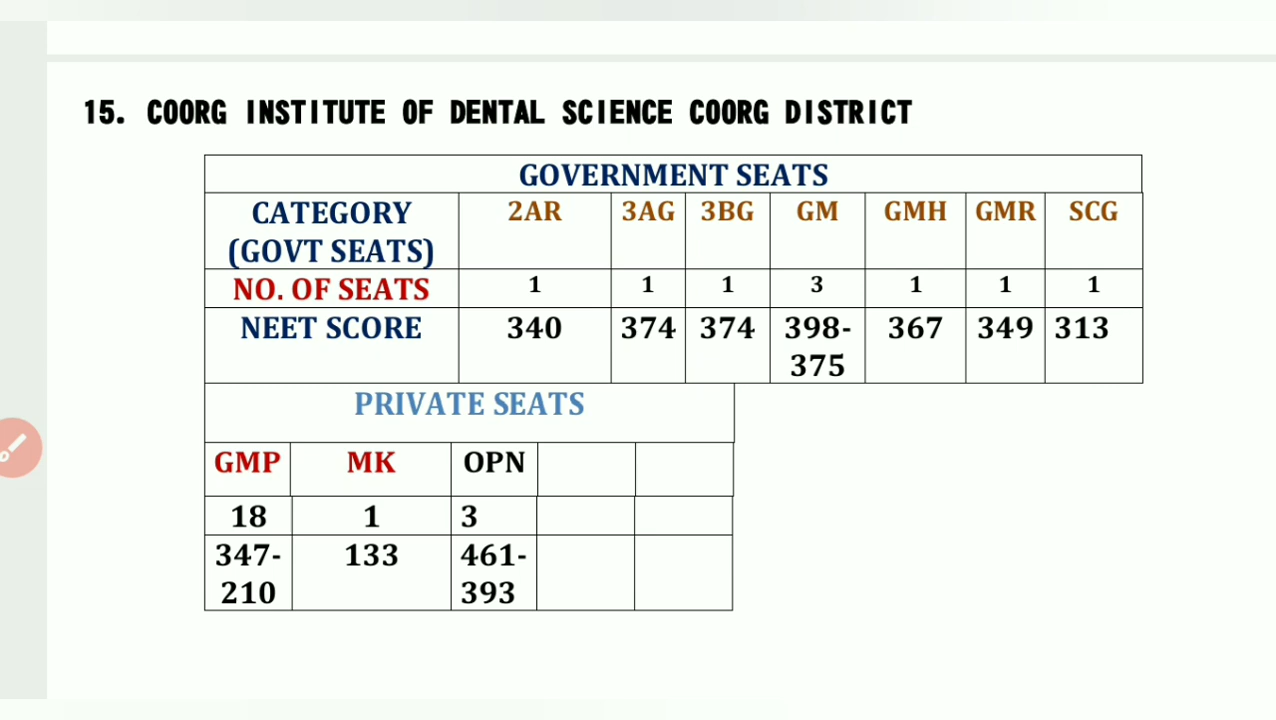 15. COORG INSTITUTE OF DENTAL SCIENCE COORG DISTRICT
GOVERNMENT SEATS
CATEGORY (GOVT SEATS) 2AR 3AG 3BG GM GMH GMR SCG
NO. OF SEATS 1 1 1 3 1 1 1
NEET SCORE 340 374 374 398-375 367 349 313
PRIVATE SEATS
GMP MK OPN
18 1 3
347-210 133 461-393